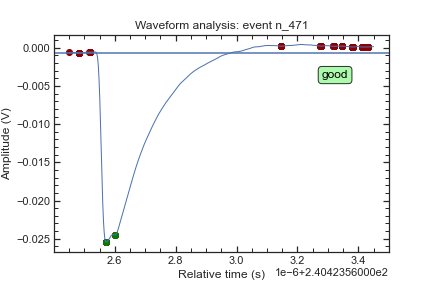 Waveform analysis: event n_471
0.000
−0.005
−0.010
−0.015
−0.020
−0.025
Amplitude (V)
good
2.6
2.8
3.0
3.2
3.4
Relative time (s)
1e−6+2.4042356000e2